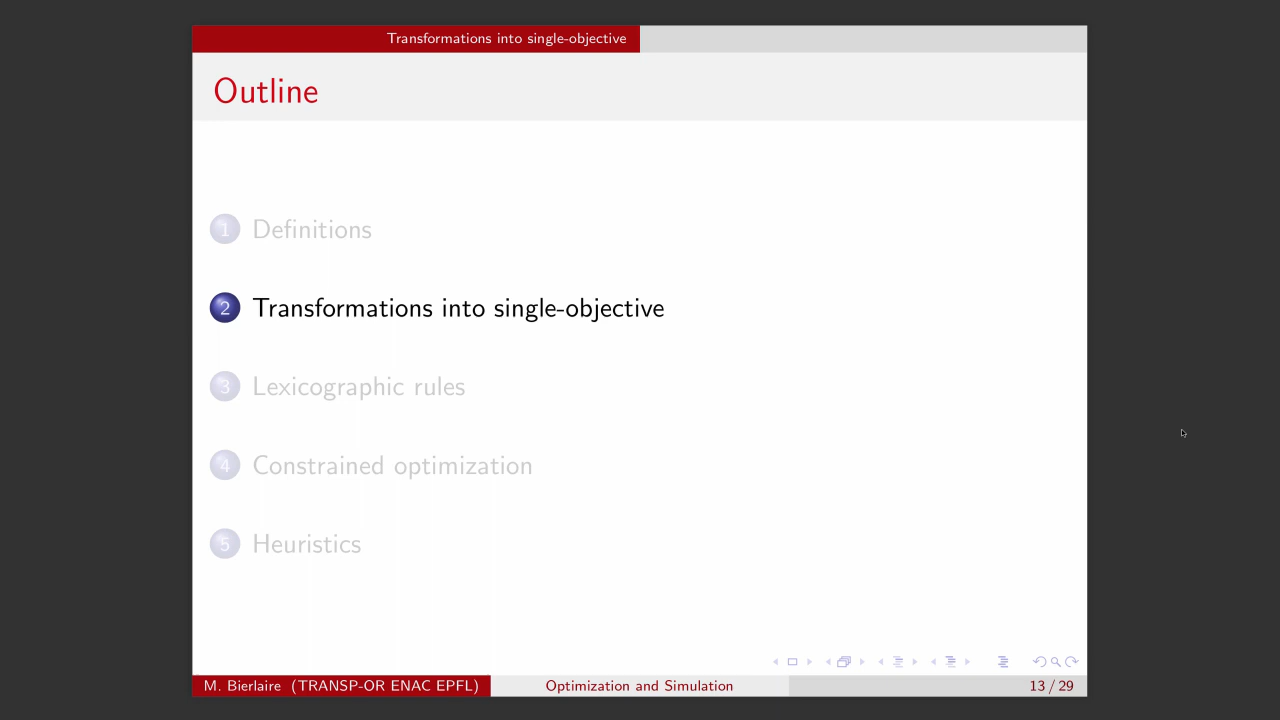 Transformations into single-objective
Outline
1 Definitions
2 Transformations into single-objective
3 Lexicographic rules
4 Constrained optimization
5 Heuristics
M. Bierlaire (TRANSP-OR ENAC EPFL) Optimization and Simulation 13 / 29